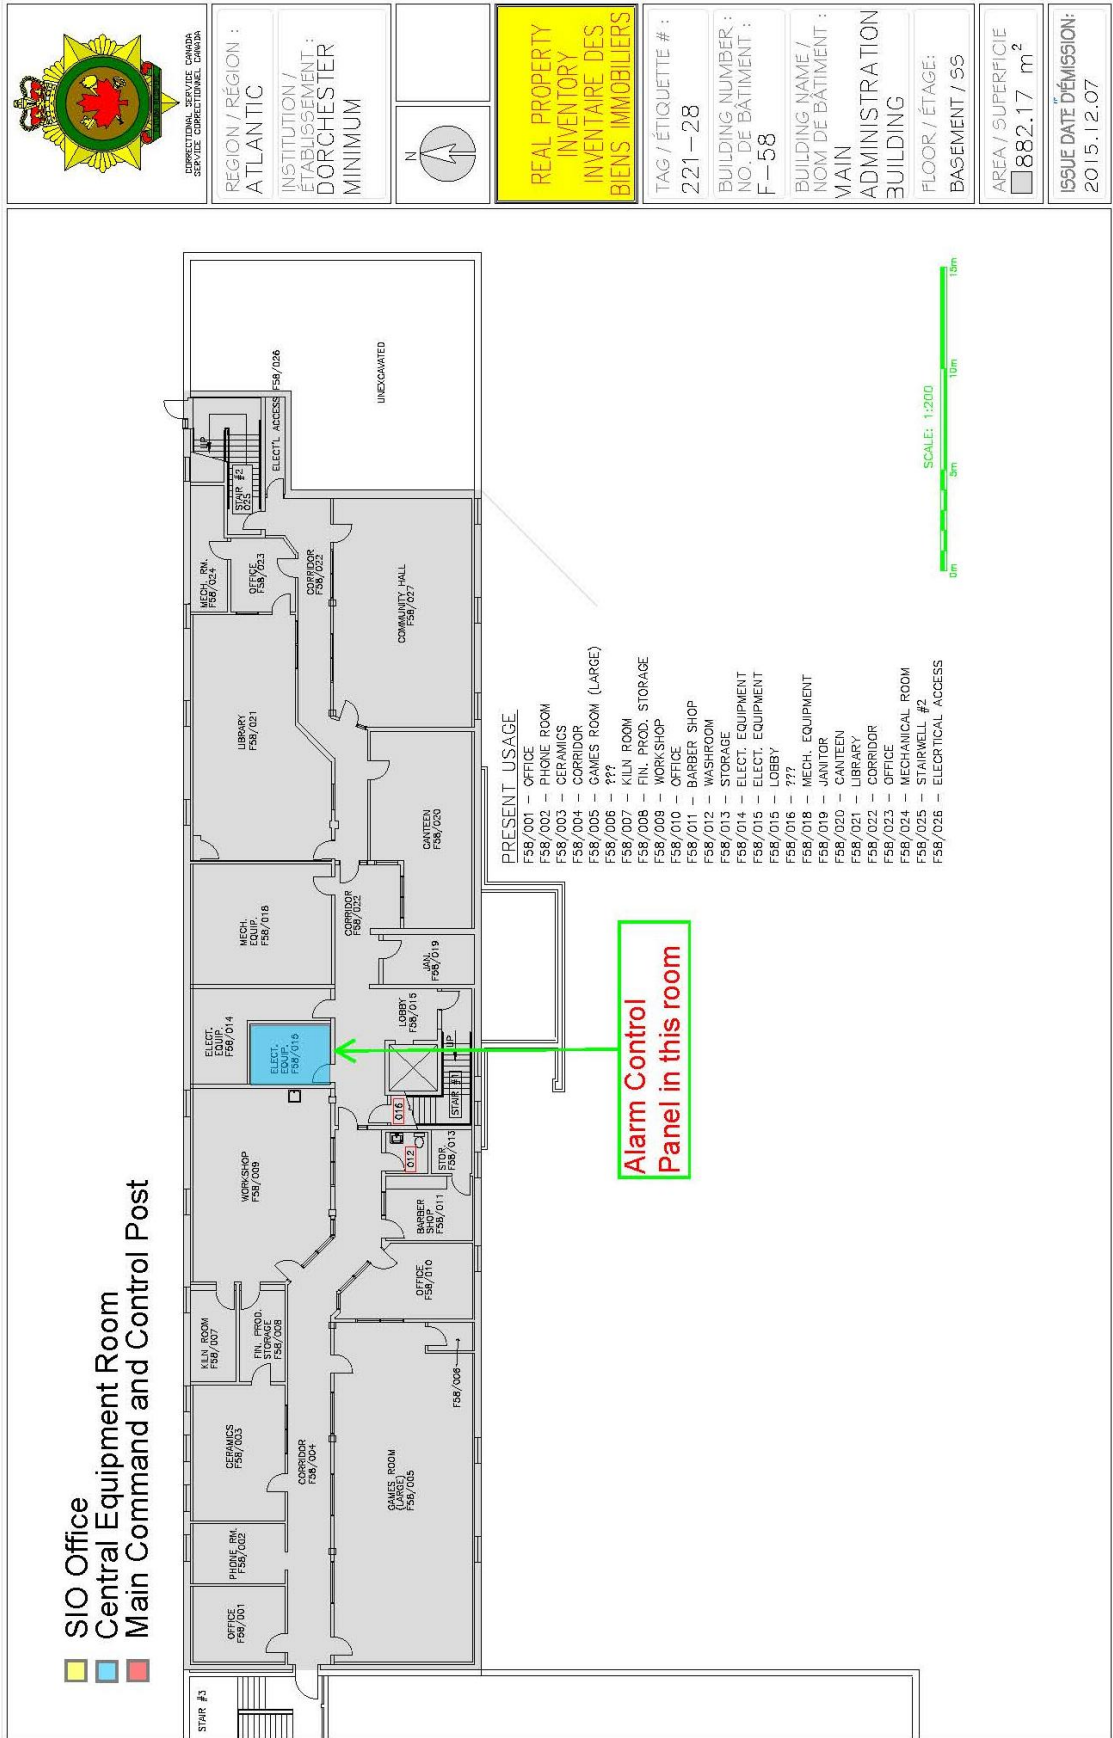 SIO Office
Central Equipment Room
Main Command and Control Post
STAIR #3
OFFICE
F58/001
PHONE RM.
F58/002
CERAMICS
F58/003
KILN ROOM
F58/007
FIN. PROD.
STORAGE
F58/008
WORKSHOP
F58/009
ELECT.
EQUIP.
F58/014
ELECT.
EQUIP.
F58/015
MECH.
EQUIP.
F58/018
LIBRARY
F58/021
MECH. RM.
F58/024
OFFICE
F58/023
STAIR #2
025
UP
ELECT'L ACCESS F58/026
UNEXCAVATED
CORRIDOR
F58/004
CORRIDOR
F58/022
CORRIDOR
F58/022
GAMES ROOM
(LARGE)
F58/005
F58/006
OFFICE
F58/010
BARBER
SHOP
F58/011
012
STOR.
F58/013
016
STAIR #1
UP
LOBBY
F58/015
JAN.
F58/019
CANTEEN
F58/020
COMMUNITY HALL
F58/027
Alarm Control
Panel in this room
PRESENT USAGE
F58/001 – OFFICE
F58/002 – PHONE ROOM
F58/003 – CERAMICS
F58/004 – CORRIDOR
F58/005 – GAMES ROOM (LARGE)
F58/006 – ???
F58/007 – KILN ROOM
F58/008 – FIN. PROD. STORAGE
F58/009 – WORKSHOP
F58/010 – OFFICE
F58/011 – BARBER SHOP
F58/012 – WASHROOM
F58/013 – STORAGE
F58/014 – ELECT. EQUIPMENT
F58/015 – ELECT. EQUIPMENT
F58/015 – LOBBY
F58/016 – ???
F58/018 – MECH. EQUIPMENT
F58/019 – JANITOR
F58/020 – CANTEEN
F58/021 – LIBRARY
F58/022 – CORRIDOR
F58/023 – OFFICE
F58/024 – MECHANICAL ROOM
F58/025 – STAIRWELL #2
F58/026 – ELECRTICAL ACCESS
SCALE: 1:200
0m 5m 10m 15m
CORRECTIONAL SERVICE CANADA
SERVICE CORRECTIONNEL CANADA
REGION / RÉGION :
ATLANTIC
INSTITUTION /
ÉTABLISSEMENT :
DORCHESTER
MINIMUM
N
REAL PROPERTY
INVENTORY
INVENTAIRE DES
BIENS IMMOBILIERS
TAG / ÉTIQUETTE # :
221-28
BUILDING NUMBER :
NO. DE BÂTIMENT :
F-58
BUILDING NAME /
NOM DE BÂTIMENT :
MAIN
ADMINISTRATION
BUILDING
FLOOR / ÉTAGE:
BASEMENT / SS
AREA / SUPERFICIE
882.17 m²
ISSUE DATE D'ÉMISSION:
2015.12.07